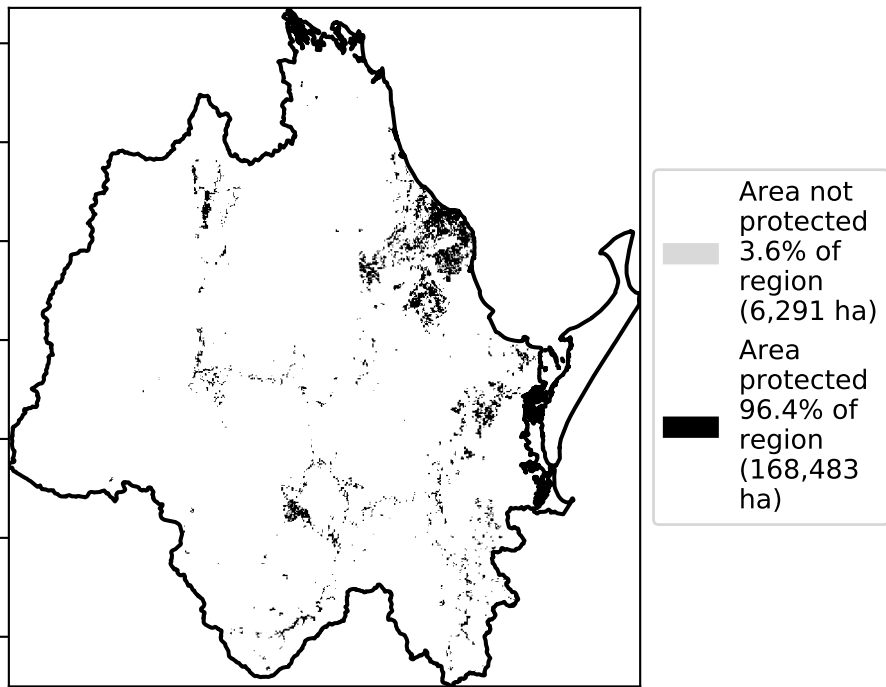 Area not
protected
3.6% of
region
(6,291 ha)
Area
protected
96.4% of
region
(168,483
ha)